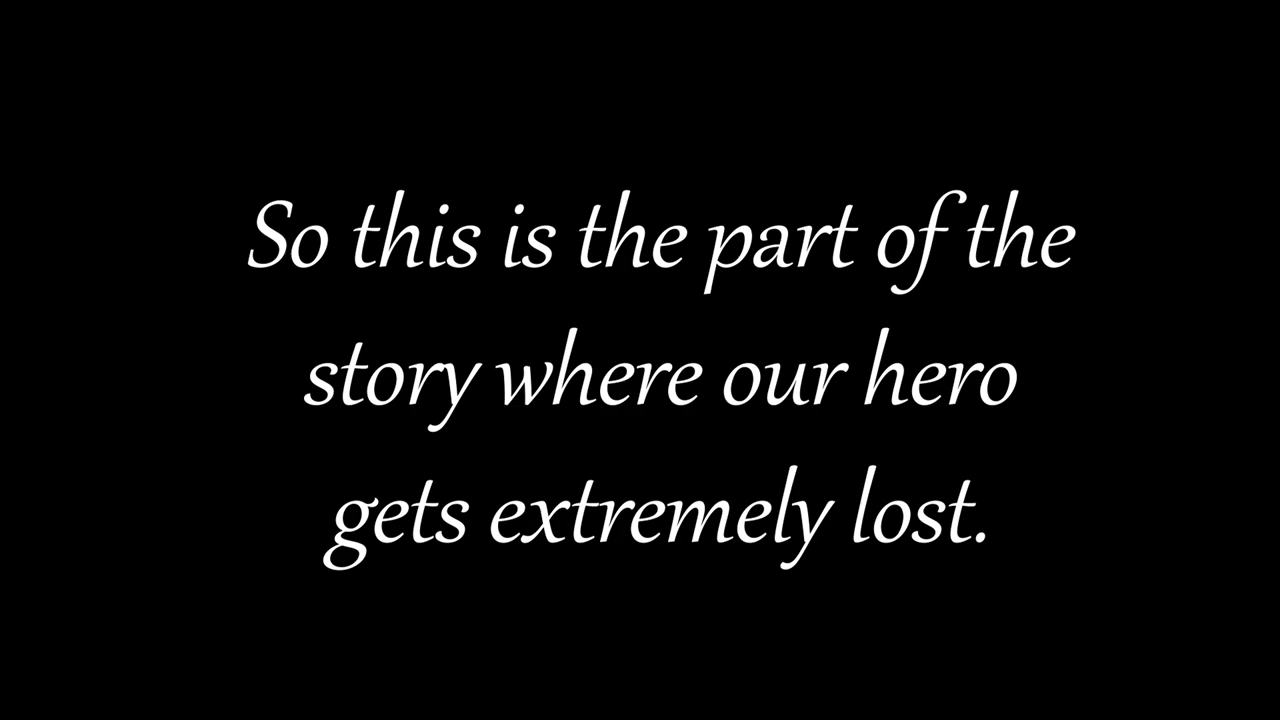 So this is the part of the
story where our hero
gets extremely lost.